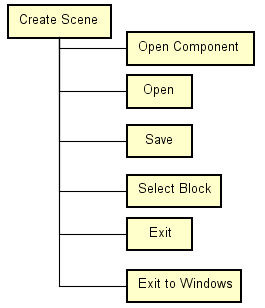 Create Scene
Open Component
Open
Save
Select Block
Exit
Exit to Windows